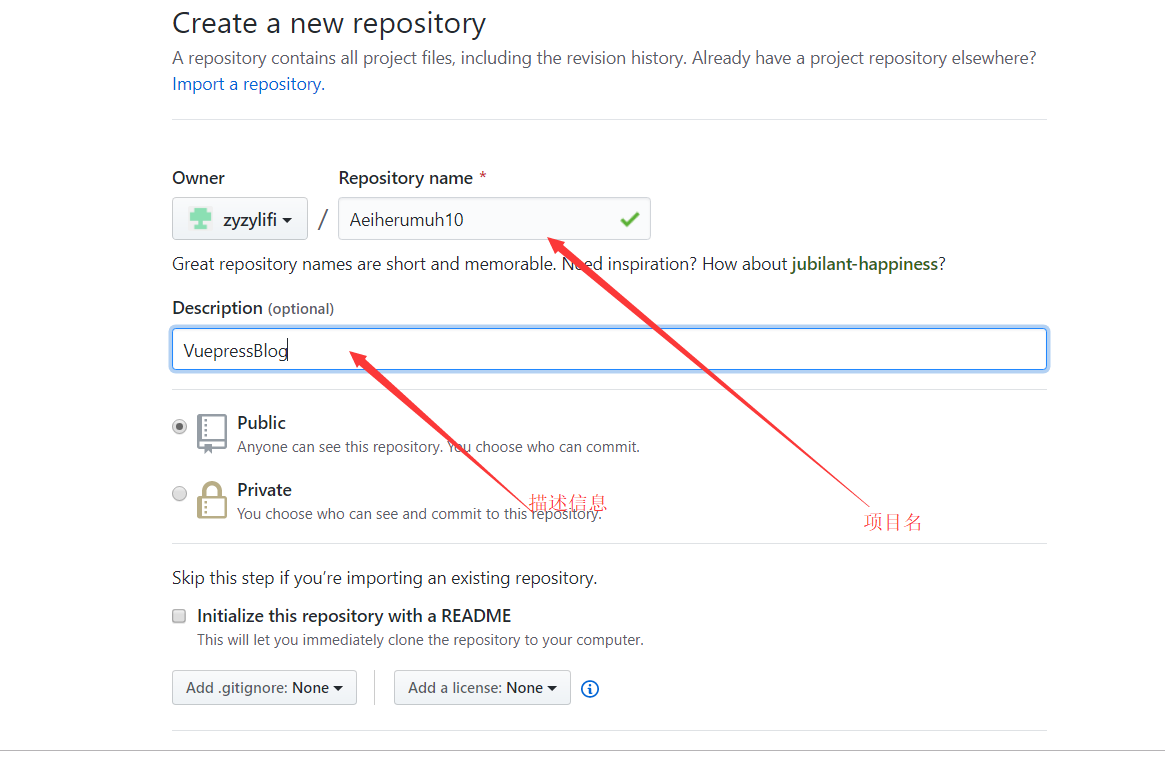 Create a new repository
A repository contains all project files, including the revision history. Already have a project repository elsewhere?
Import a repository.
Owner
Repository name *
zyzylifi
/
Aeiherumuh10
Great repository names are short and memorable. Need inspiration? How about jubilant-happiness?
Description (optional)
VuepressBlog
Public
Anyone can see this repository. You choose who can commit.
Private
You choose who can see and commit to this repository.
描述信息
项目名
Skip this step if you’re importing an existing repository.
Initialize this repository with a README
This will let you immediately clone the repository to your computer.
Add .gitignore: None
Add a license: None